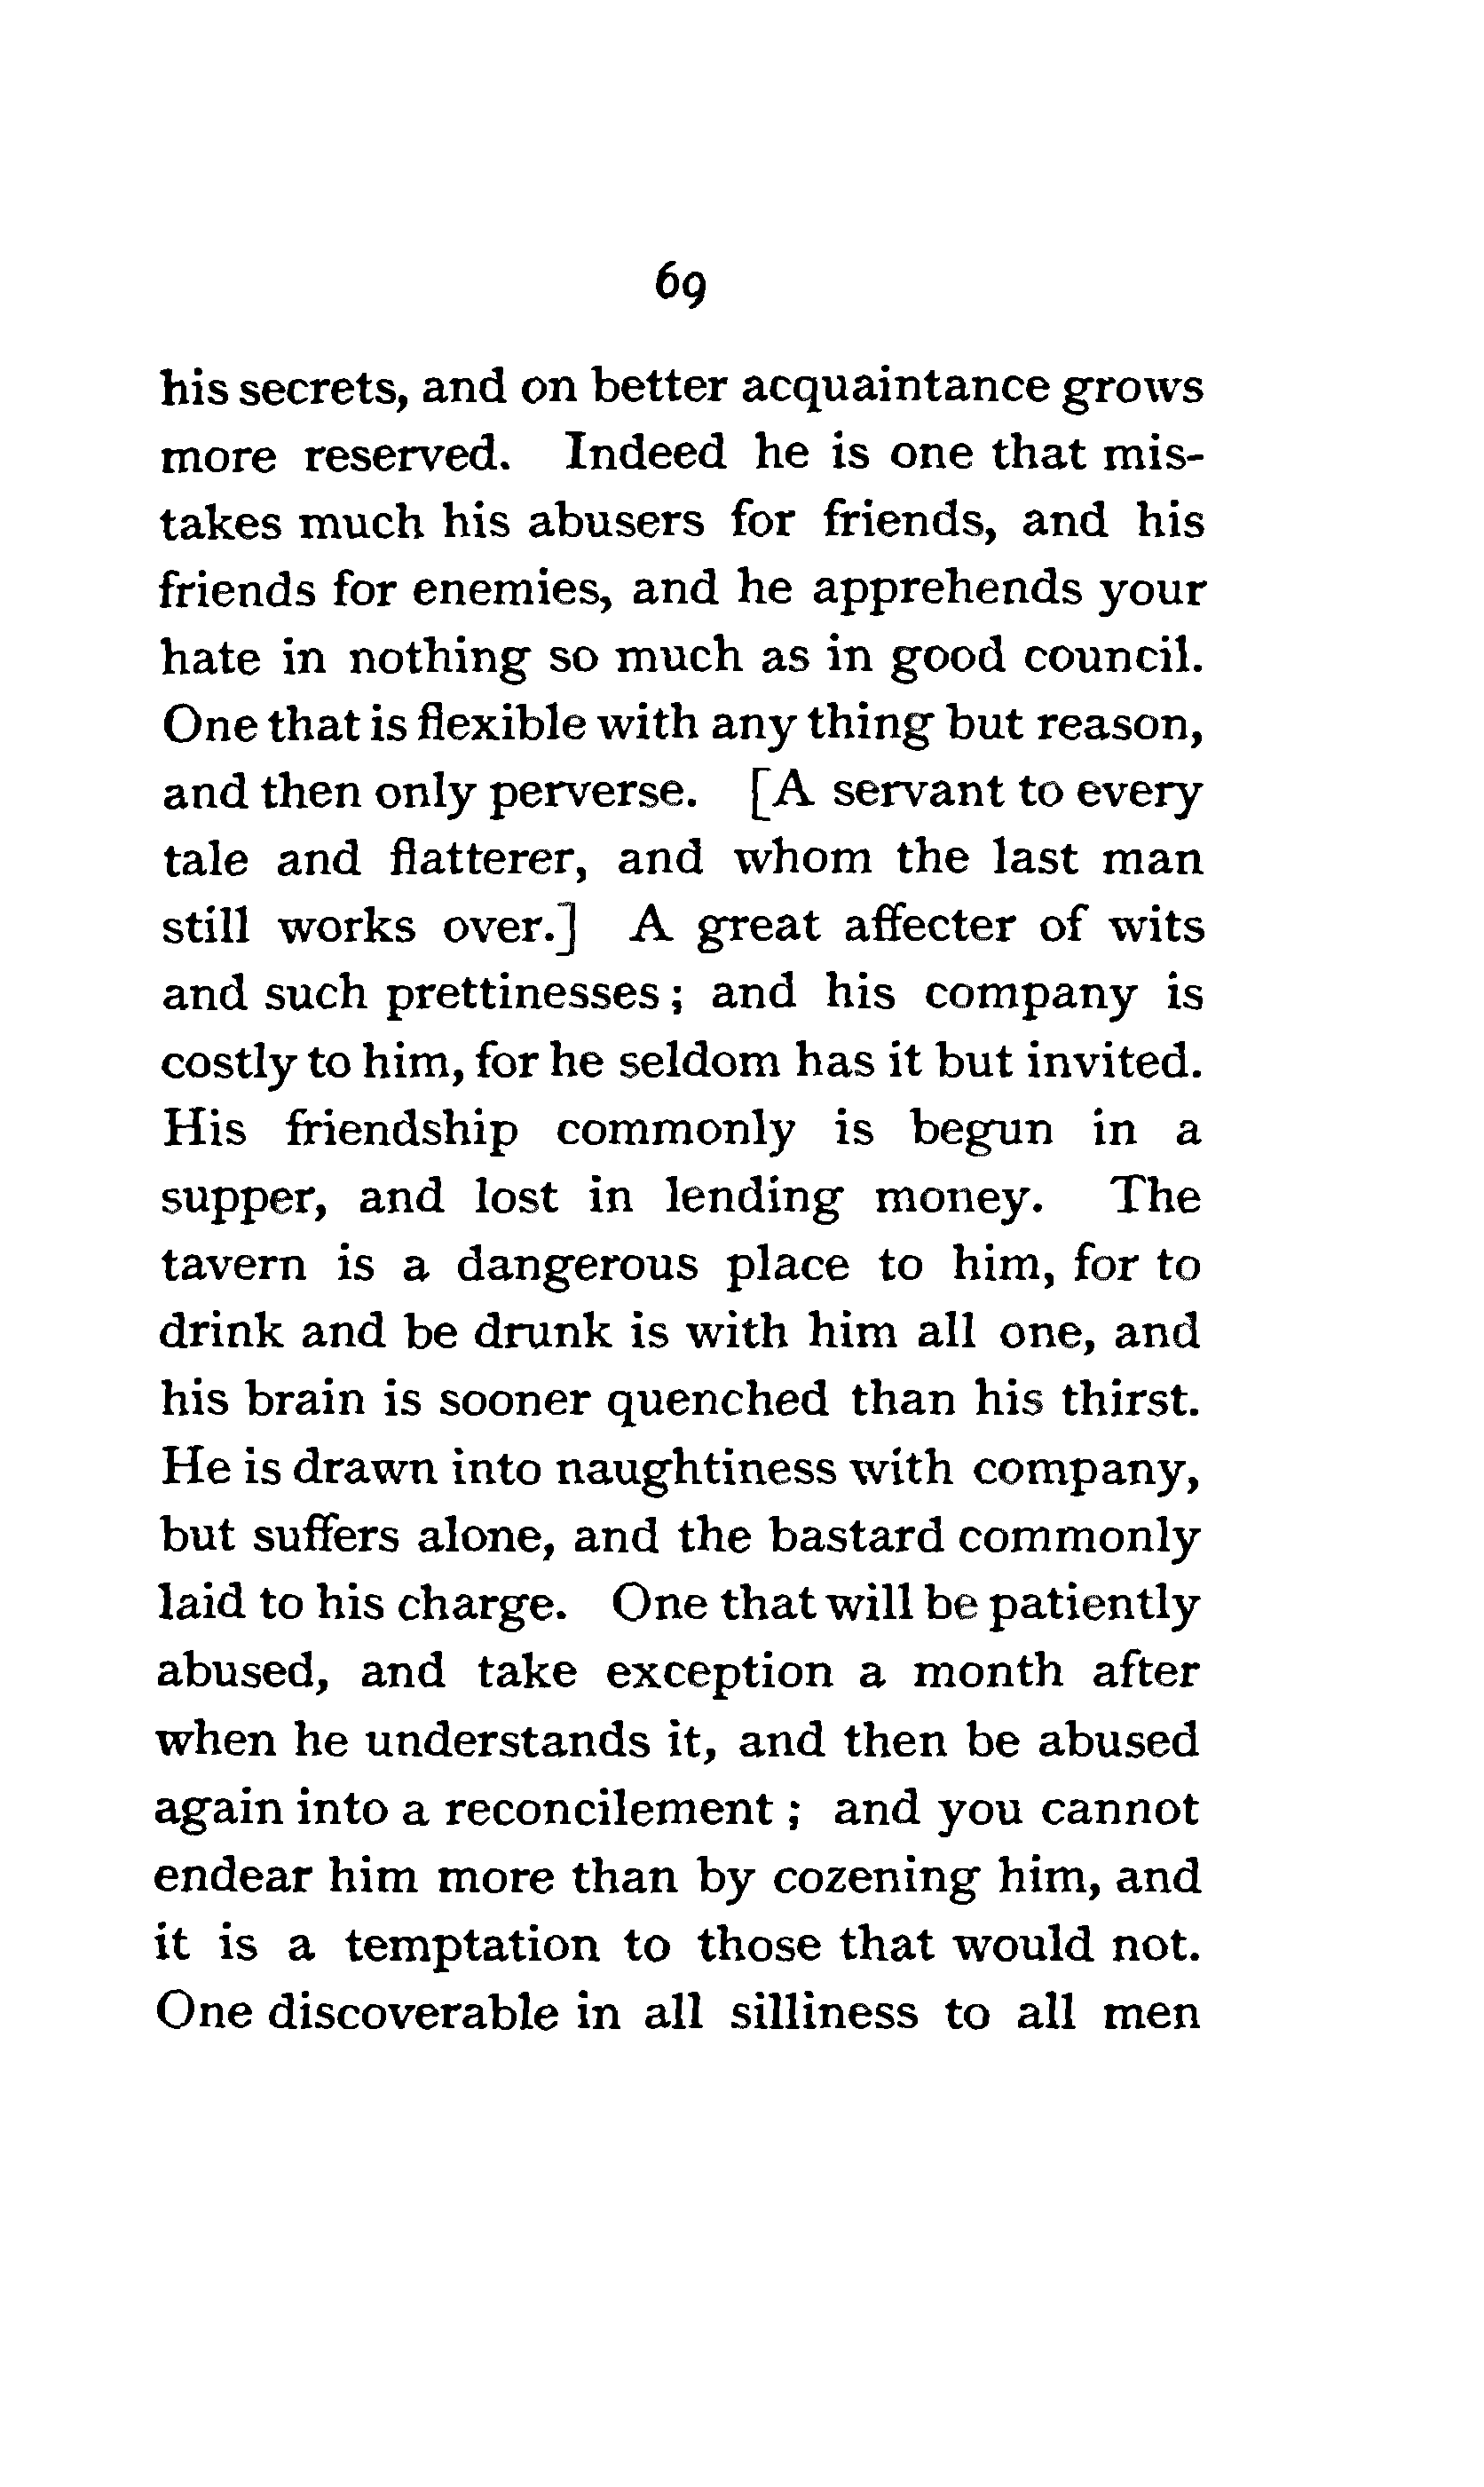 69
his secrets, and on better acquaintance grows
more reserved. Indeed he is one that mis-
takes much his abusers for friends, and his
friends for enemies, and he apprehends your
hate in nothing so much as in good council.
One that is flexible with any thing but reason,
and then only perverse. [A servant to every
tale and flatterer, and whom the last man
still works over.] A great affecter of wits
and such prettinesses ; and his company is
costly to him, for he seldom has it but invited.
His friendship commonly is begun in a
supper, and lost in lending money. The
tavern is a dangerous place to him, for to
drink and be drunk is with him all one, and
his brain is sooner quenched than his thirst.
He is drawn into naughtiness with company,
but suffers alone, and the bastard commonly
laid to his charge. One that will be patiently
abused, and take exception a month after
when he understands it, and then be abused
again into a reconcilement ; and you cannot
endear him more than by cozening him, and
it is a temptation to those that would not.
One discoverable in all silliness to all men